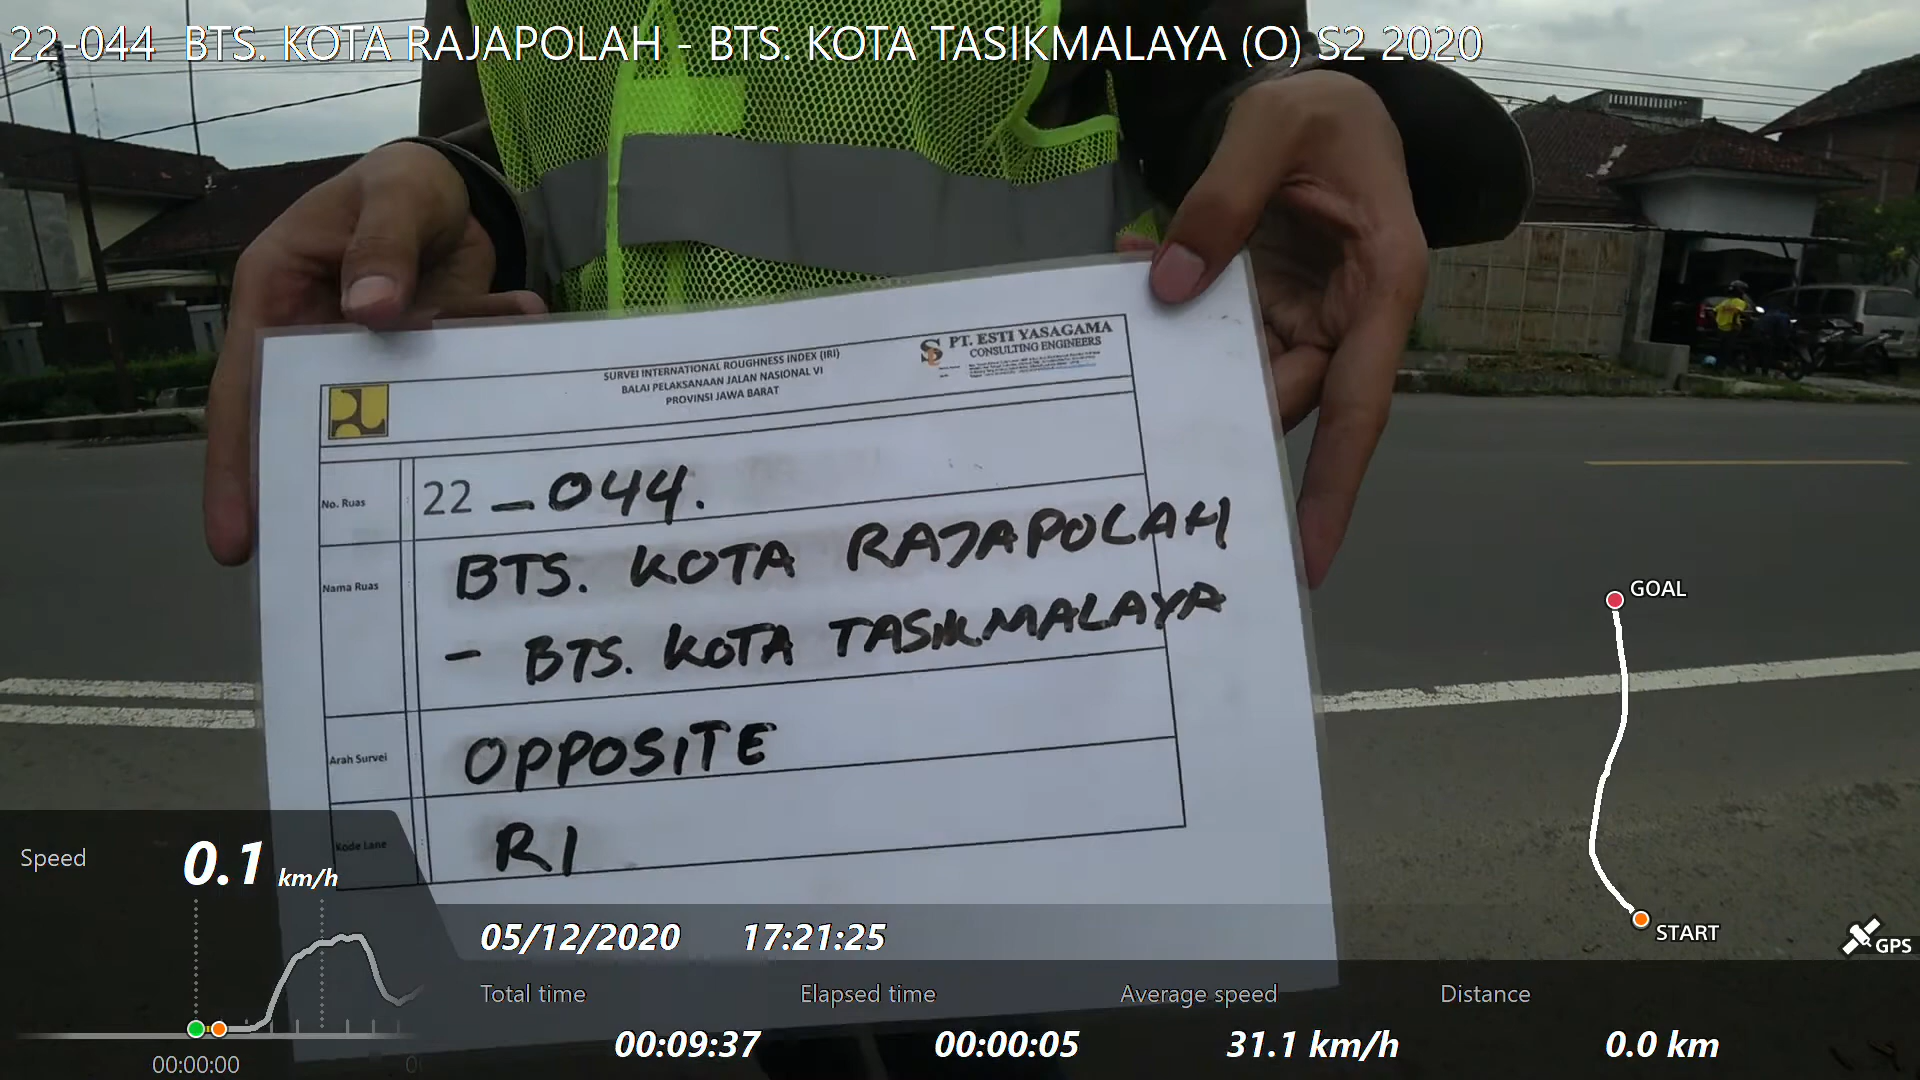 22-044 BTS. KOTA RAJAPOLAH - BTS. KOTA TASIKMALAYA (O) S2 2020
SURVEI INTERNATIONAL ROUGHNESS INDEX (IRI)
BALAI PELAKSANAAN JALAN NASIONAL VI
PROVINSI JAWA BARAT
PT. ESTI YASAGAMA
CONSULTING ENGINEERS
No. Ruas
22 - 044.
Nama Ruas
BTS. KOTA RAJAPOLAH
- BTS. KOTA TASIKMALAYA
Arah Survei
OPPOSITE
Kode Lane
R1
GOAL
START
GPS
Speed
0.1 km/h
00:00:00
05/12/2020 17:21:25
Total time
00:09:37
Elapsed time
00:00:05
Average speed
31.1 km/h
Distance
0.0 km